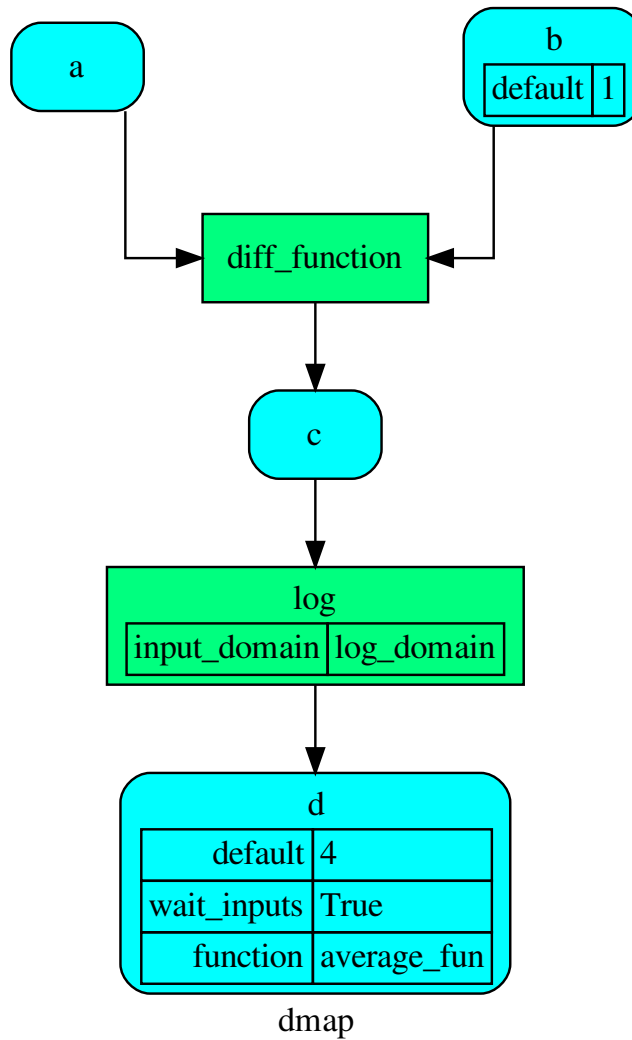 a
b
default 1
diff_function
c
log
input_domain log_domain
d
default 4
wait_inputs True
function average_fun
dmap